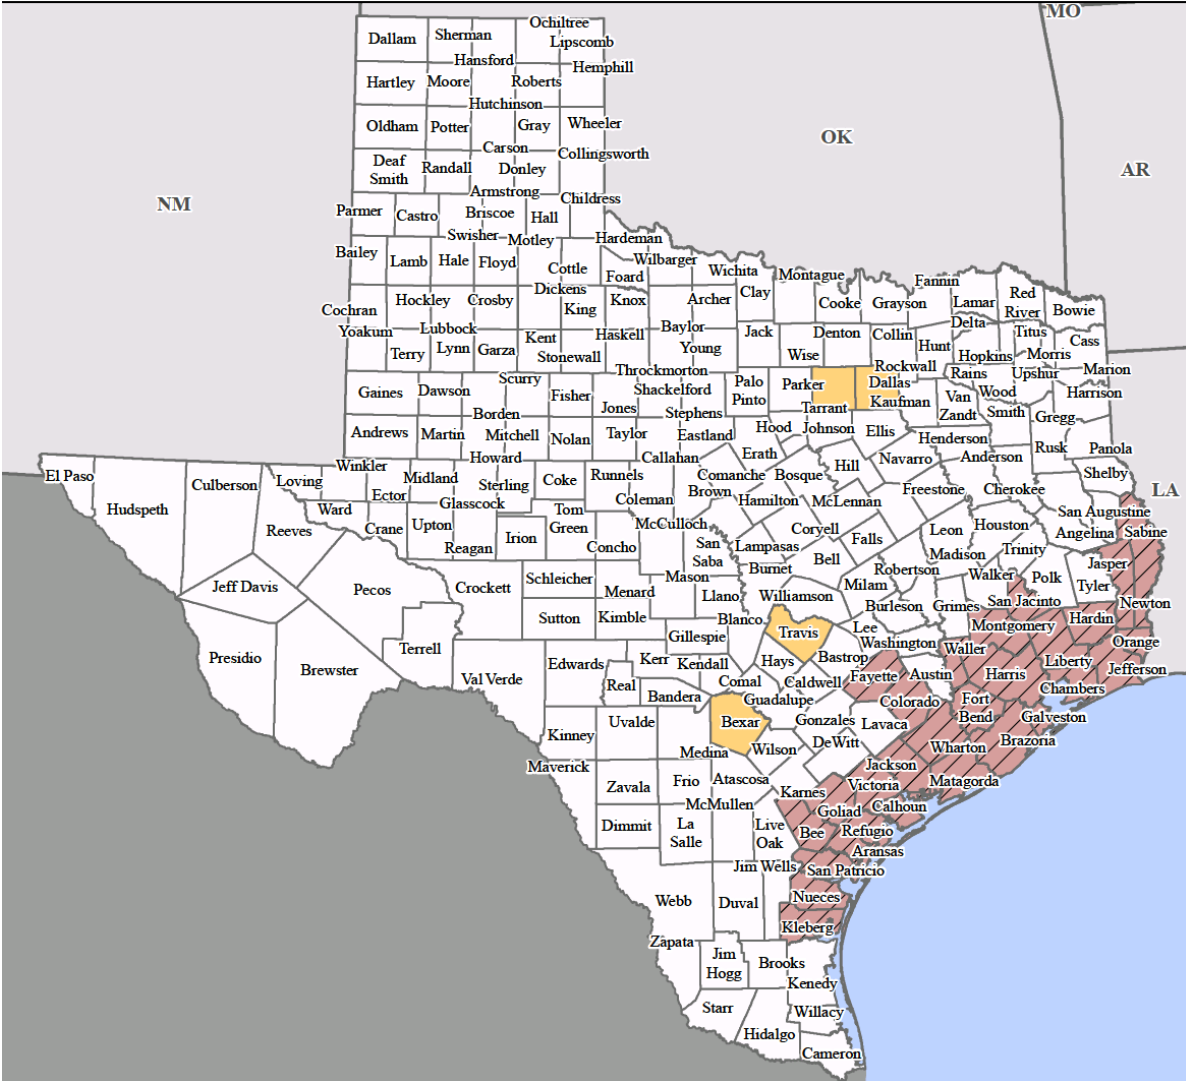 MO
Ochiltree
Dallam
Sherman
Lipscomb
Hansford
Hemphill
Hartley
Moore
Roberts
Hutchinson
Oldham
Potter
Gray
Wheeler
OK
Carson
Collingsworth
Deaf
Smith
Randall
Donley
AR
Armstrong
Childress
NM
Parmer
Castro
Briscoe
Hall
Swisher
Motley
Hardeman
Bailey
Lamb
Hale
Floyd
Cottle
Foard
Wilbarger
Wichita
Montague
Fannin
Dickens
Cochran
Hockley
Crosby
King
Knox
Archer
Clay
Cooke
Grayson
Lamar
Red
River
Bowie
Yoakum
Lubbock
Kent
Haskell
Baylor
Jack
Denton
Collin
Delta
Titus
Cass
Terry
Lynn
Garza
Stonewall
Young
Wise
Hunt
Hopkins
Morris
Throckmorton
Rockwall
Rains
Upshur
Marion
Gaines
Dawson
Scurry
Fisher
Shackelford
Palo
Pinto
Parker
Dallas
Kaufman
Van
Zandt
Wood
Harrison
Borden
Jones
Stephens
Tarrant
Smith
Gregg
Andrews
Martin
Mitchell
Nolan
Taylor
Eastland
Hood
Johnson
Ellis
Henderson
Rusk
Panola
Howard
Callahan
Erath
Navarro
Anderson
El Paso
Culberson
Loving
Winkler
Midland
Sterling
Coke
Runnels
Comanche
Bosque
Hill
Shelby
Hudspeth
Ector
Glasscock
Coleman
Brown
Hamilton
McLennan
Freestone
Cherokee
LA
Ward
Tom
Green
San Augustine
Reeves
Crane
Upton
Irion
McCulloch
Coryell
Falls
Leon
Houston
Angelina
Sabine
Reagan
Concho
San
Saba
Lampasas
Bell
Madison
Trinity
Jasper
Jeff Davis
Pecos
Crockett
Schleicher
Mason
Burnet
Robertson
Walker
Polk
Tyler
Menard
Llano
Williamson
Milam
Burleson
Grimes
San Jacinto
Newton
Sutton
Kimble
Blanco
Travis
Lee
Montgomery
Hardin
Gillespie
Washington
Orange
Presidio
Brewster
Terrell
Val Verde
Edwards
Kerr
Kendall
Hays
Bastrop
Waller
Liberty
Jefferson
Real
Comal
Caldwell
Fayette
Austin
Harris
Chambers
Bandera
Guadalupe
Colorado
Fort
Bend
Galveston
Uvalde
Bexar
Gonzales
Lavaca
Kinney
Medina
Wilson
DeWitt
Wharton
Brazoria
Maverick
Zavala
Frio
Atascosa
Karnes
Jackson
Victoria
Matagorda
McMullen
Goliad
Calhoun
Dimmit
La
Salle
Live
Oak
Bee
Refugio
Aransas
Jim Wells
San Patricio
Webb
Duval
Nueces
Kleberg
Zapata
Jim
Hogg
Brooks
Kenedy
Starr
Willacy
Hidalgo
Cameron